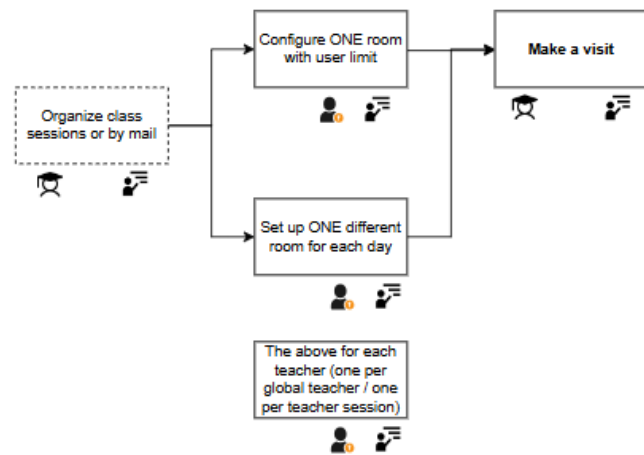 Configure ONE room
with user limit
Make a visit
Organize class
sessions or by mail
Set up ONE different
room for each day
The above for each
teacher (one per
global teacher / one
per teacher session)